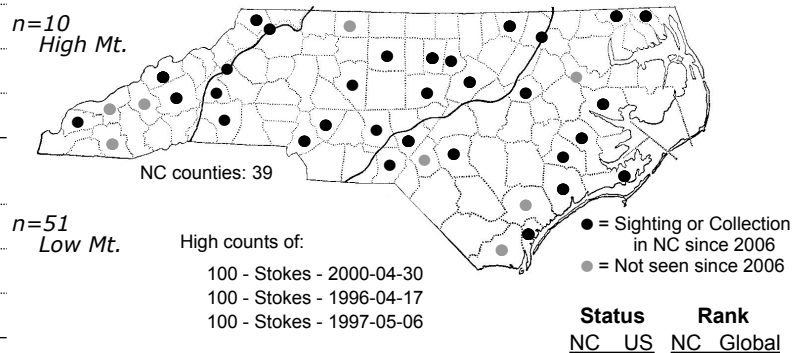 n=10
High Mt.
NC counties: 39
n=51
Low Mt.
High counts of:
100 - Stokes - 2000-04-30
100 - Stokes - 1996-04-17
100 - Stokes - 1997-05-06
= Sighting or Collection
in NC since 2006
= Not seen since 2006
Status Rank
NC US NC Global